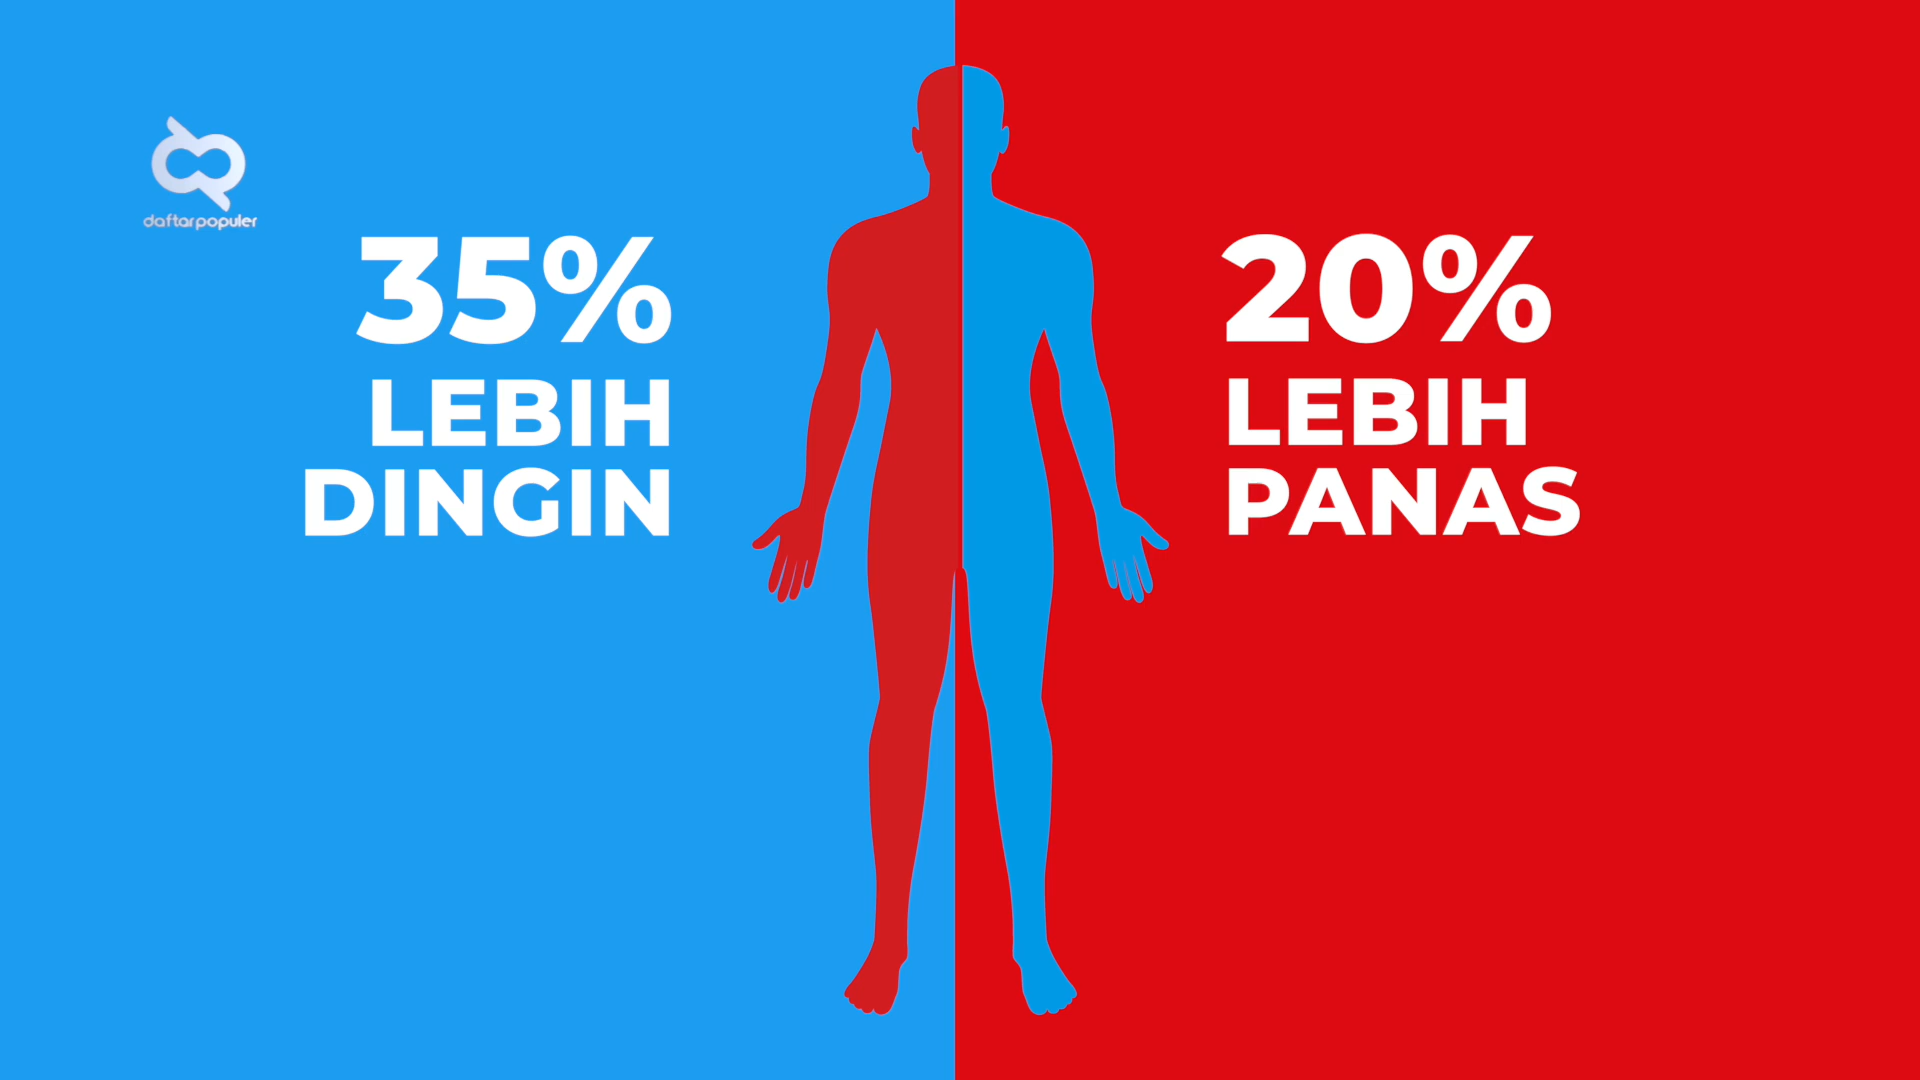 daftarpopuler
35%
LEBIH
DINGIN
20%
LEBIH
PANAS